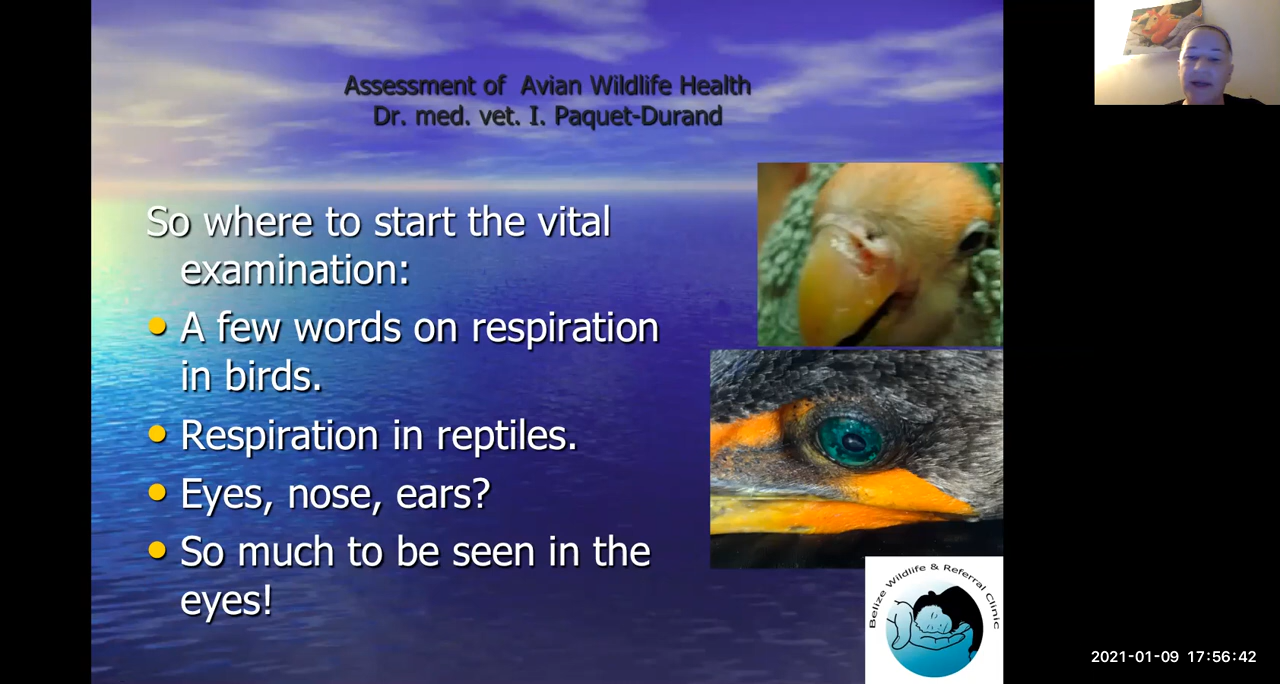 Assessment of Avian Wildlife Health
Dr. med. vet. I. Paquet-Durand
So where to start the vital
examination:
A few words on respiration
in birds.
Respiration in reptiles.
Eyes, nose, ears?
So much to be seen in the
eyes!
Belize Wildlife & Referral Clinic
2021-01-09 17:56:42